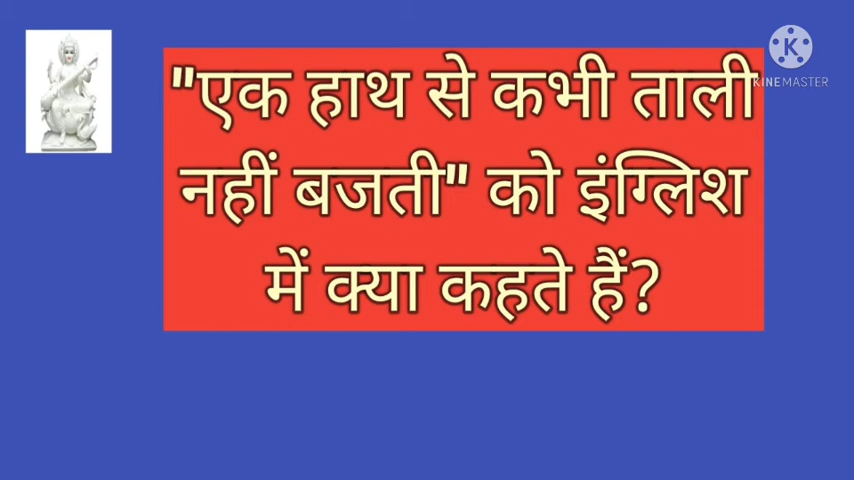 "एक हाथ से कभी ताली
नहीं बजती" को इंग्लिश
में क्या कहते हैं?
K
KINEMASTER